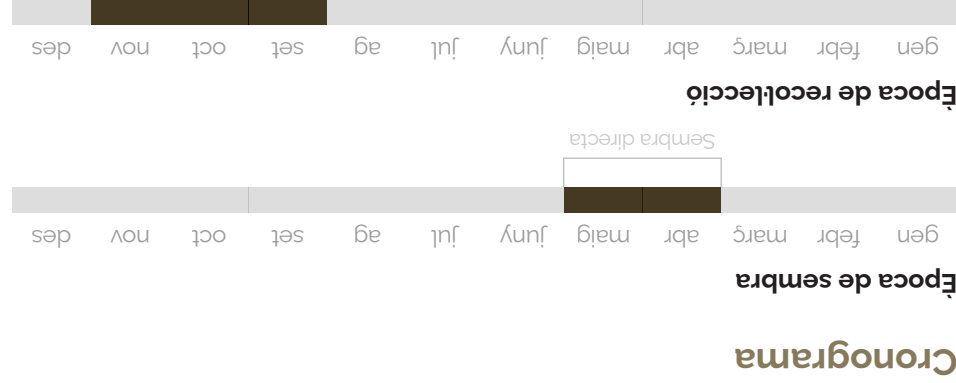 Cronograma
Època de sembra
gen febr març abr maig juny jul ag set oct nov des
Sembra directa
Època de recol·lecció
gen febr març abr maig juny jul ag set oct nov des